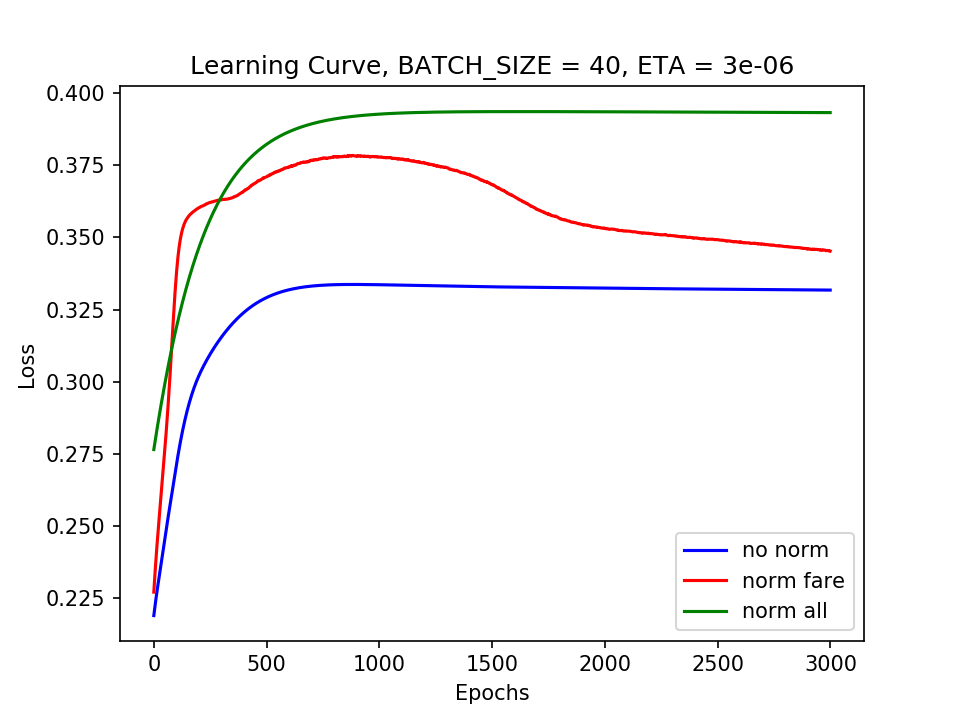 Learning Curve, BATCH_SIZE = 40, ETA = 3e-06
0.400
0.375
0.350
0.325
0.300
0.275
0.250
0.225
Loss
0 500 1000 1500 2000 2500 3000
Epochs
no norm
norm fare
norm all